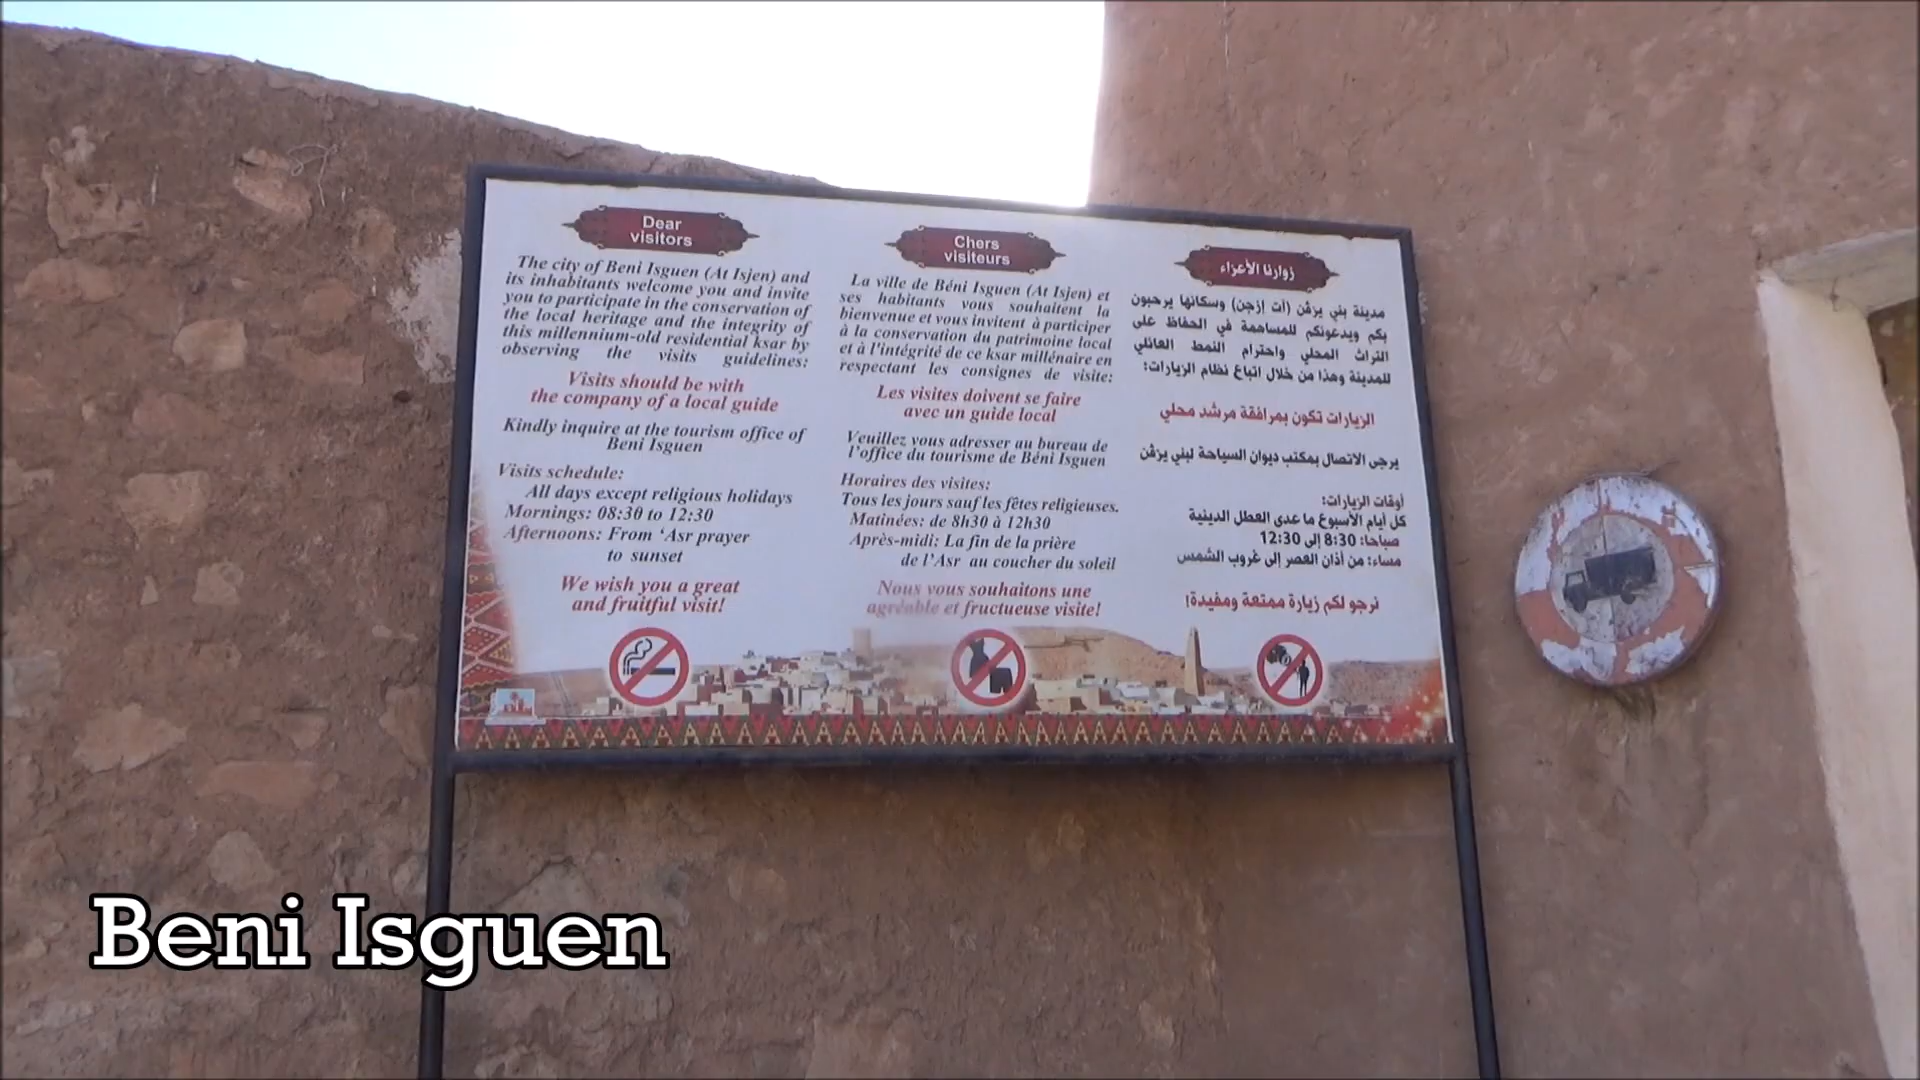 Dear
visitors
The city of Beni Isguen (At Isjen) and
its inhabitants welcome you and invite
you to participate in the conservation of
the local heritage and the integrity of
this millennium-old residential ksar by
observing the visits guidelines:
Visits should be with
the company of a local guide
Kindly inquire at the tourism office of
Beni Isguen
Visits schedule:
All days except religious holidays
Mornings: 08:30 to 12:30
Afternoons: From ‘Asr prayer
to sunset
We wish you a great
and fruitful visit!
Chers
visiteurs
La ville de Béni Isguen (At Isjen) et
ses habitants vous souhaitent la
bienvenue et vous invitent à participer
à la conservation du patrimoine local
et à l'intégrité de ce ksar millénaire en
respectant les consignes de visite:
Les visites doivent se faire
avec un guide local
Veuillez vous adresser au bureau de
l’office du tourisme de Béni Isguen
Horaires des visites:
Tous les jours sauf les fêtes religieuses.
Matinées: de 8h30 à 12h30
Après-midi: La fin de la prière
de l’Asr au coucher du soleil
Nous vous souhaitons une
agréable et fructueuse visite!
زوارنا الأعزاء
مدينة بني يزڤن (أت إزجن) وسكانها يرحبون
بكم ويدعونكم للمساهمة في الحفاظ على
التراث المحلي واحترام النمط العائلي
للمدينة وهذا من خلال اتباع نظام الزيارات:
الزيارات تكون بمرافقة مرشد محلي
يرجى الاتصال بمكتب ديوان السياحة لبني يزڤن
أوقات الزيارات:
كل أيام الأسبوع ما عدى العطل الدينية
صباحا: 8:30 إلى 12:30
مساء: من أذان العصر إلى غروب الشمس
نرجو لكم زيارة ممتعة ومفيدة!
Beni Isguen